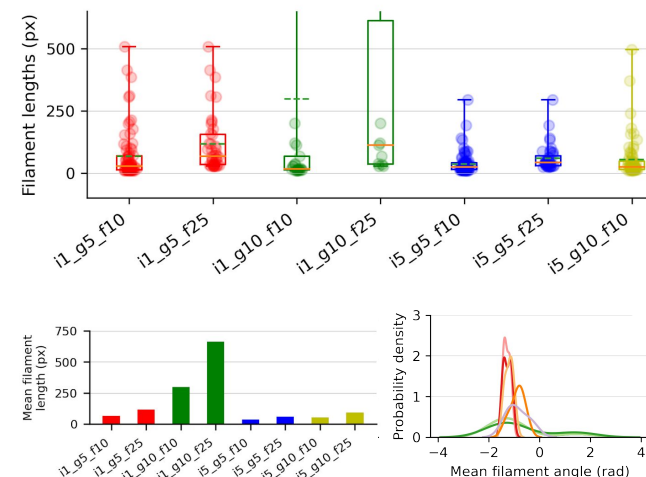 Filament lengths (px)
500
250
0
i1_g5_f10
i1_g5_f25
i1_g10_f10
i1_g10_f25
i5_g5_f10
i5_g5_f25
i5_g10_f10
Mean filament
length (px)
750
500
250
0
i1_g5_f10
i1_g5_f25
i1_g10_f10
i1_g10_f25
i5_g5_f10
i5_g5_f25
i5_g10_f10
i5_g10_f25
Probability density
3
2
1
0
−4 −2 0 2 4
Mean filament angle (rad)